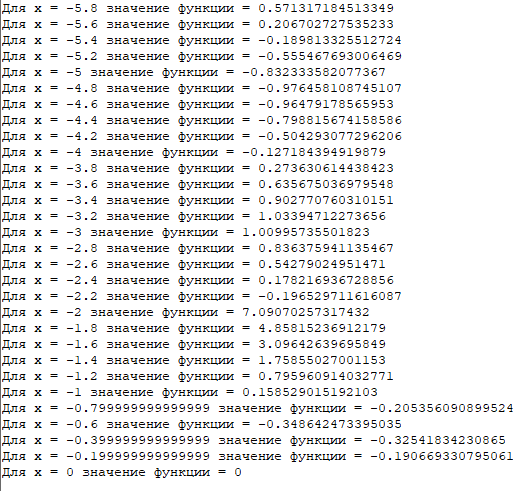 Для x = -5.8 значение функции = 0.571317184513349
Для x = -5.6 значение функции = 0.206702727535233
Для x = -5.4 значение функции = -0.189813325512724
Для x = -5.2 значение функции = -0.555467693006469
Для x = -5 значение функции = -0.832333582077367
Для x = -4.8 значение функции = -0.976458108745107
Для x = -4.6 значение функции = -0.96479178565953
Для x = -4.4 значение функции = -0.798815674158586
Для x = -4.2 значение функции = -0.504293077296206
Для x = -4 значение функции = -0.127184394919879
Для x = -3.8 значение функции = 0.273630614438423
Для x = -3.6 значение функции = 0.635675036979548
Для x = -3.4 значение функции = 0.902770760310151
Для x = -3.2 значение функции = 1.03394712273656
Для x = -3 значение функции = 1.00995735501823
Для x = -2.8 значение функции = 0.836375941135467
Для x = -2.6 значение функции = 0.54279024951471
Для x = -2.4 значение функции = 0.178216936728856
Для x = -2.2 значение функции = -0.196529711616087
Для x = -2 значение функции = 7.09070257317432
Для x = -1.8 значение функции = 4.85815236912179
Для x = -1.6 значение функции = 3.09642639695849
Для x = -1.4 значение функции = 1.75855027001153
Для x = -1.2 значение функции = 0.795960914032771
Для x = -1 значение функции = 0.158529015192103
Для x = -0.799999999999999 значение функции = -0.205356090899524
Для x = -0.6 значение функции = -0.348642473395035
Для x = -0.399999999999999 значение функции = -0.32541834230865
Для x = -0.199999999999999 значение функции = -0.190669330795061
Для x = 0 значение функции = 0